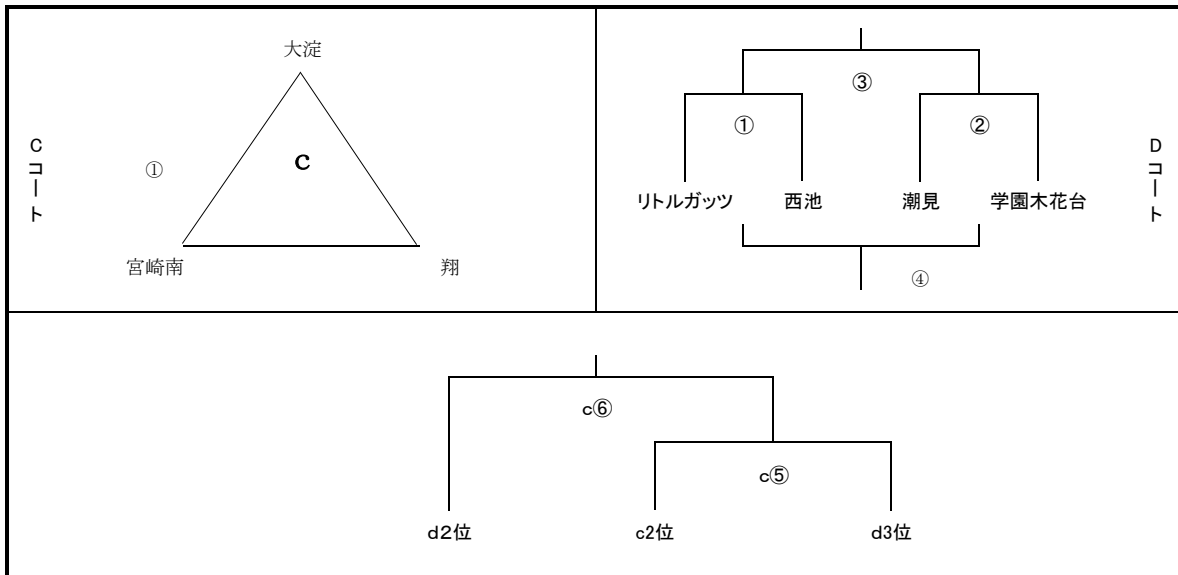 大淀
Cコート
①
C
宮崎南
翔
③
①
②
リトルガッツ 西池 潮見 学園木花台
④
Dコート
c⑥
c⑤
d2位 c2位 d3位